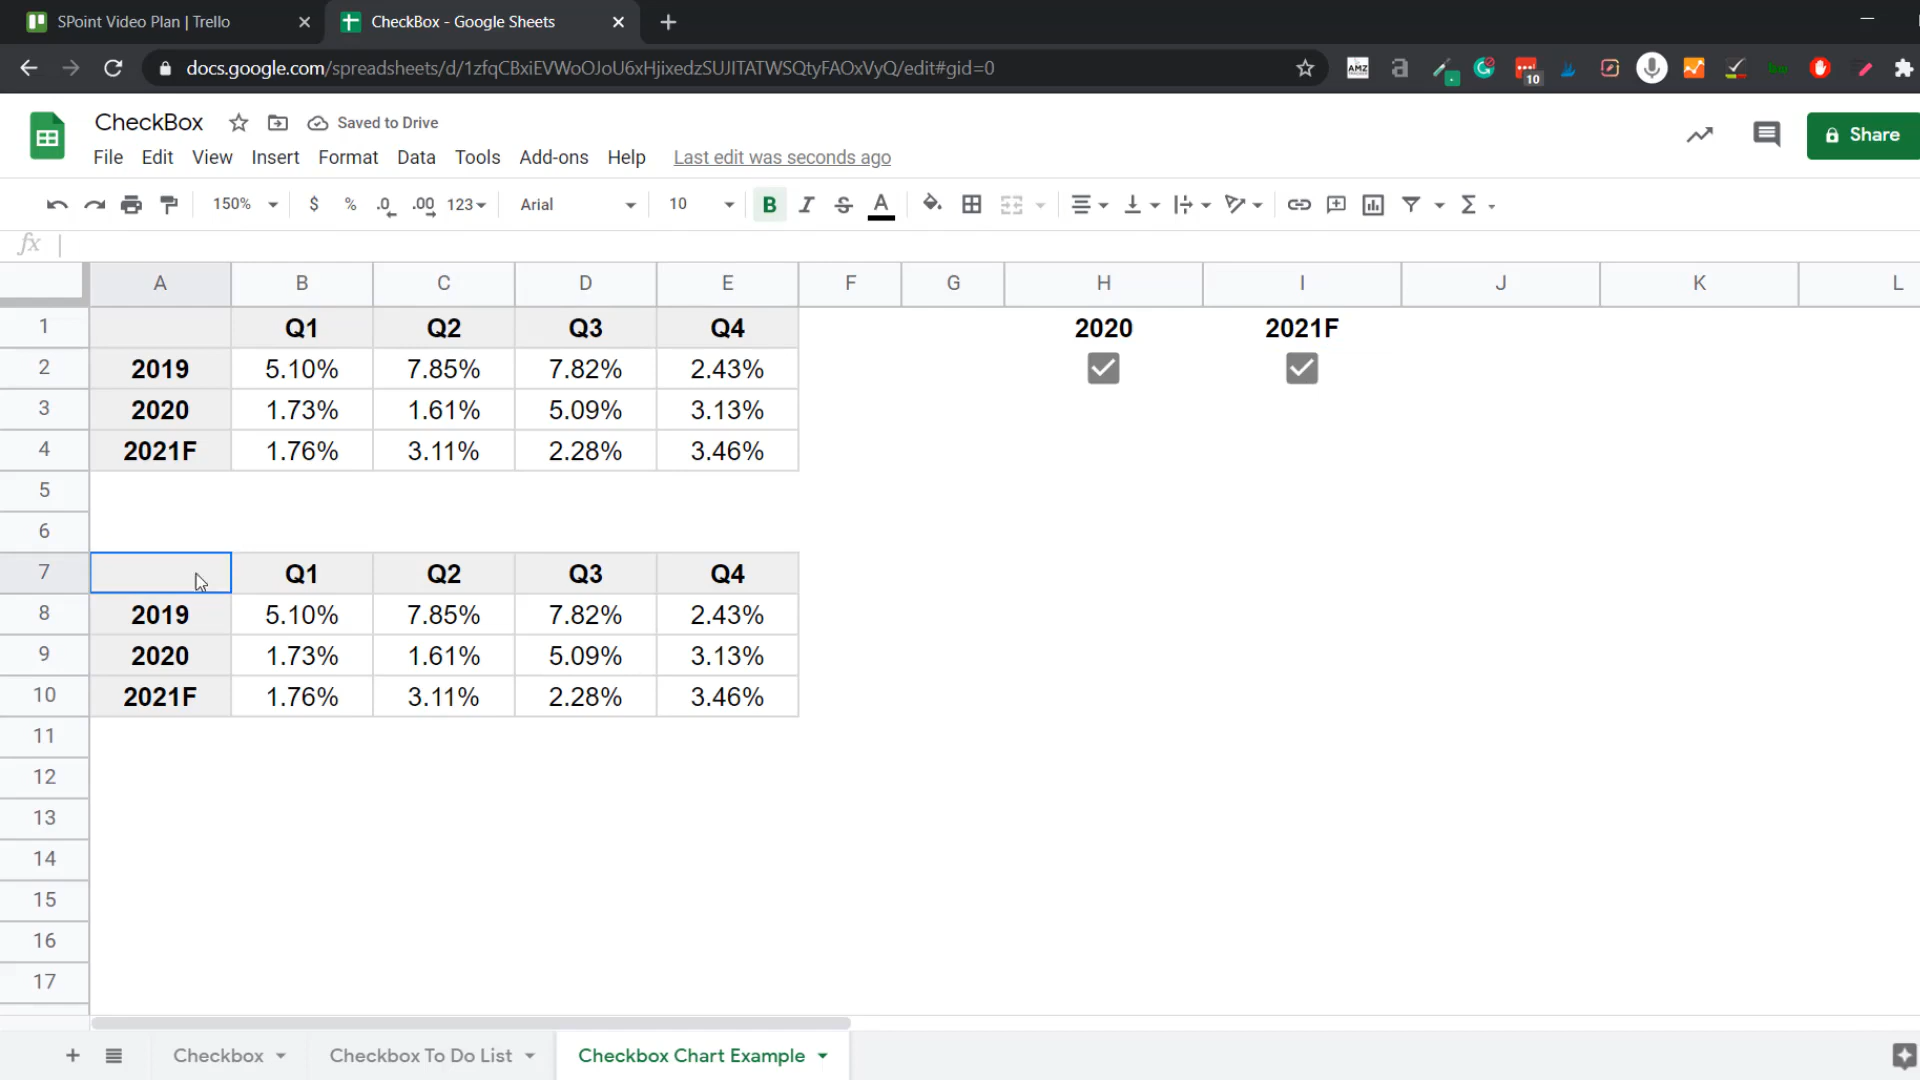 SPoint Video Plan | Trello
CheckBox - Google Sheets
docs.google.com/spreadsheets/d/1zfqCBxiEVWoOJoU6xHjixedzSUJITATWSQtyFAOxVyQ/edit#gid=0
AMZ
a
10
CheckBox
Saved to Drive
Share
File Edit View Insert Format Data Tools Add-ons Help Last edit was seconds ago
150% $ % .0 .00 123 Arial 10 B I S A
fx
A B C D E F G H I J K L
1 Q1 Q2 Q3 Q4 2020 2021F
2 2019 5.10% 7.85% 7.82% 2.43%
3 2020 1.73% 1.61% 5.09% 3.13%
4 2021F 1.76% 3.11% 2.28% 3.46%
5
6
7 Q1 Q2 Q3 Q4
8 2019 5.10% 7.85% 7.82% 2.43%
9 2020 1.73% 1.61% 5.09% 3.13%
10 2021F 1.76% 3.11% 2.28% 3.46%
11
12
13
14
15
16
17
Checkbox Checkbox To Do List Checkbox Chart Example